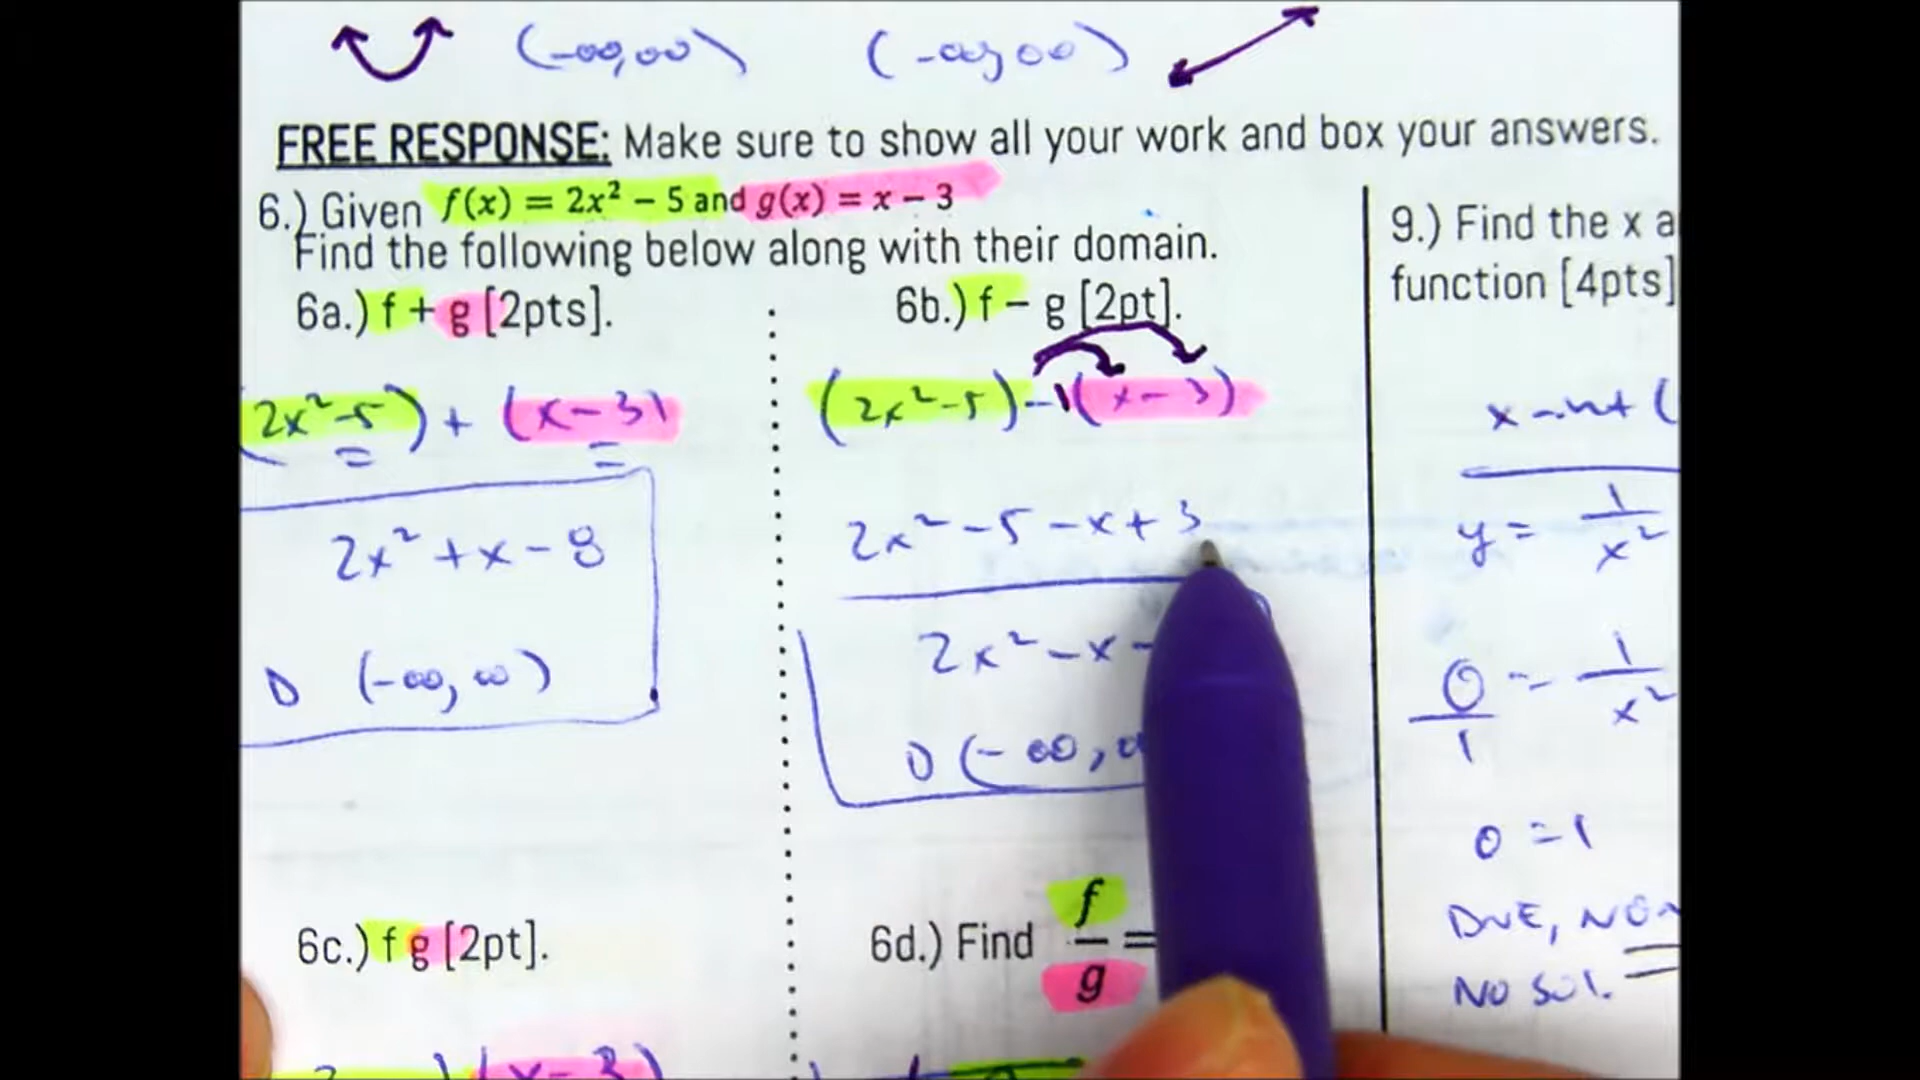 (-∞,∞) (-∞,∞)
FREE RESPONSE: Make sure to show all your work and box your answers.
6.) Given f(x) = 2x² − 5 and g(x) = x − 3
Find the following below along with their domain.
6a.) f + g [2pts].
(2x²-5) + (x-3)
2x² + x - 8
D (-∞,∞)
6b.) f − g [2pt].
(2x²-5)-1(x-3)
2x² -5 -x+3
2x² -x -
D (-∞,
6c.) f g [2pt].
(x-3)
6d.) Find f/g =
9.) Find the x a
function [4pts]
x-int (
y = 1/x²
0/1 = 1/x²
0 = 1
DNE,
No Sol.